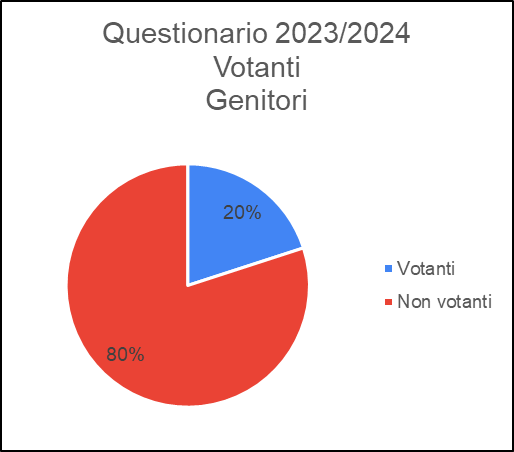 Questionario 2023/2024
Votanti
Genitori
20%
80%
Votanti
Non votanti